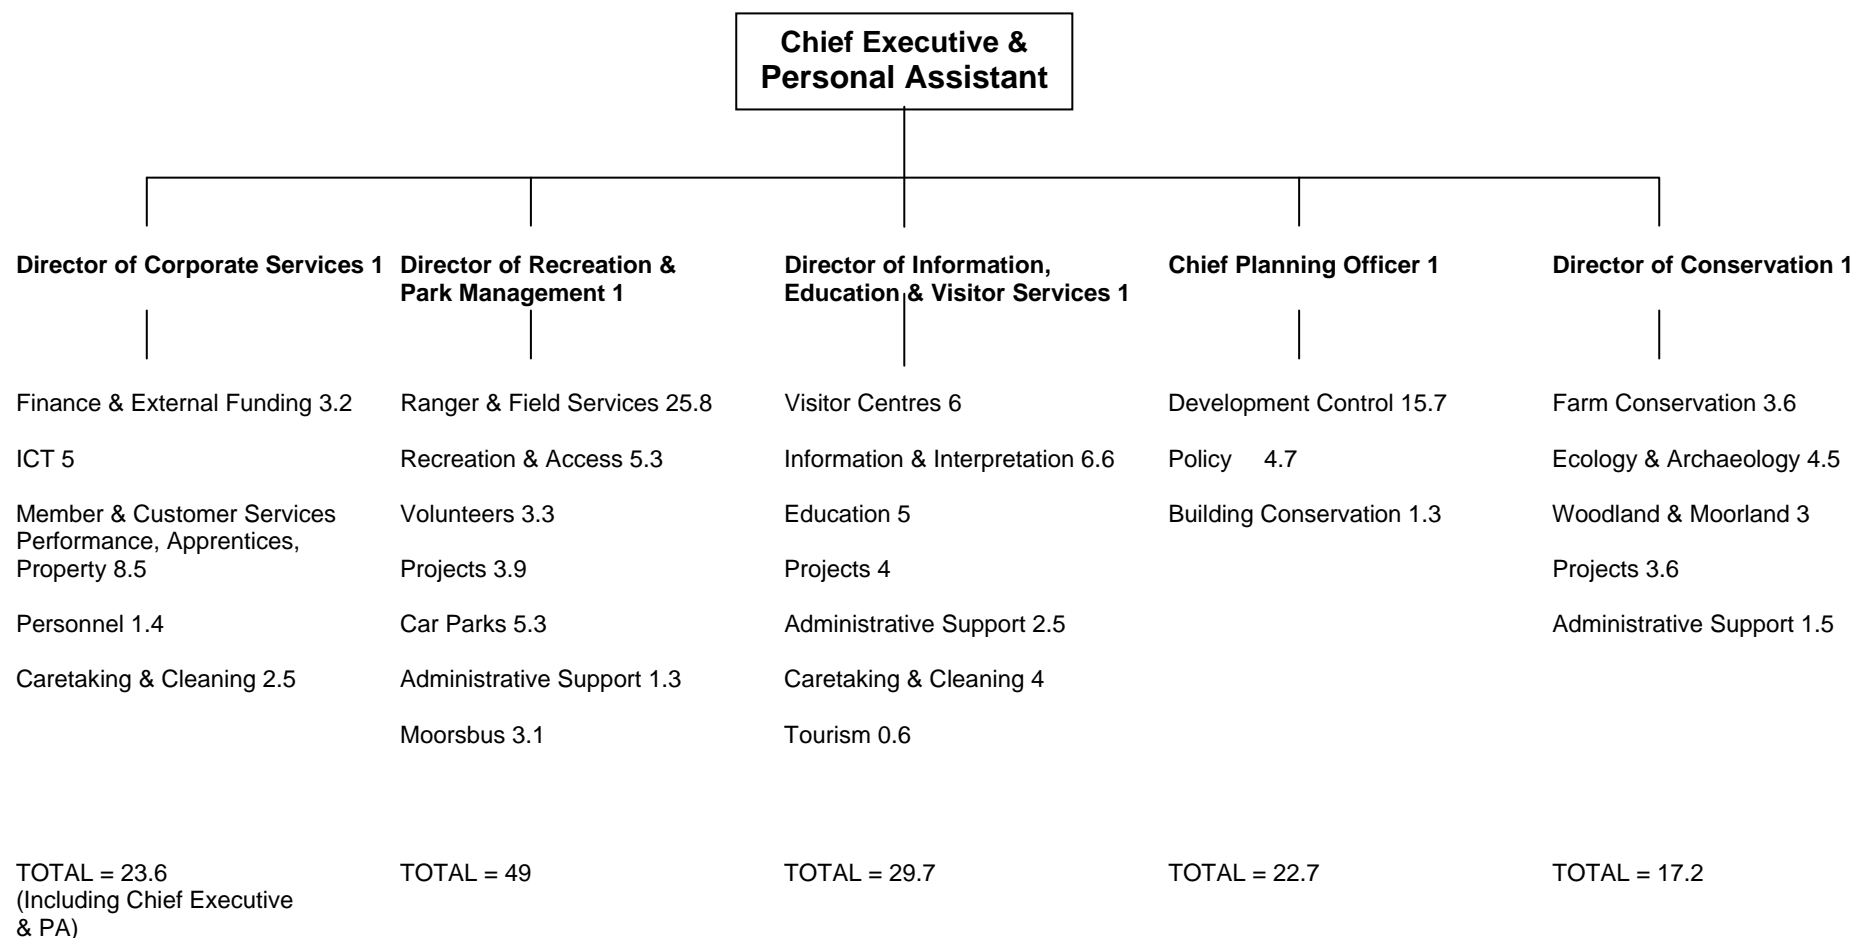 Chief Executive &
Personal Assistant
Director of Corporate Services 1
Director of Recreation &
Park Management 1
Director of Information,
Education & Visitor Services 1
Chief Planning Officer 1
Director of Conservation 1
Finance & External Funding 3.2
ICT 5
Member & Customer Services
Performance, Apprentices,
Property 8.5
Personnel 1.4
Caretaking & Cleaning 2.5
Ranger & Field Services 25.8
Recreation & Access 5.3
Volunteers 3.3
Projects 3.9
Car Parks 5.3
Administrative Support 1.3
Moorsbus 3.1
Visitor Centres 6
Information & Interpretation 6.6
Education 5
Projects 4
Administrative Support 2.5
Caretaking & Cleaning 4
Tourism 0.6
Development Control 15.7
Policy 4.7
Building Conservation 1.3
Farm Conservation 3.6
Ecology & Archaeology 4.5
Woodland & Moorland 3
Projects 3.6
Administrative Support 1.5
TOTAL = 23.6
(Including Chief Executive
& PA)
TOTAL = 49
TOTAL = 29.7
TOTAL = 22.7
TOTAL = 17.2